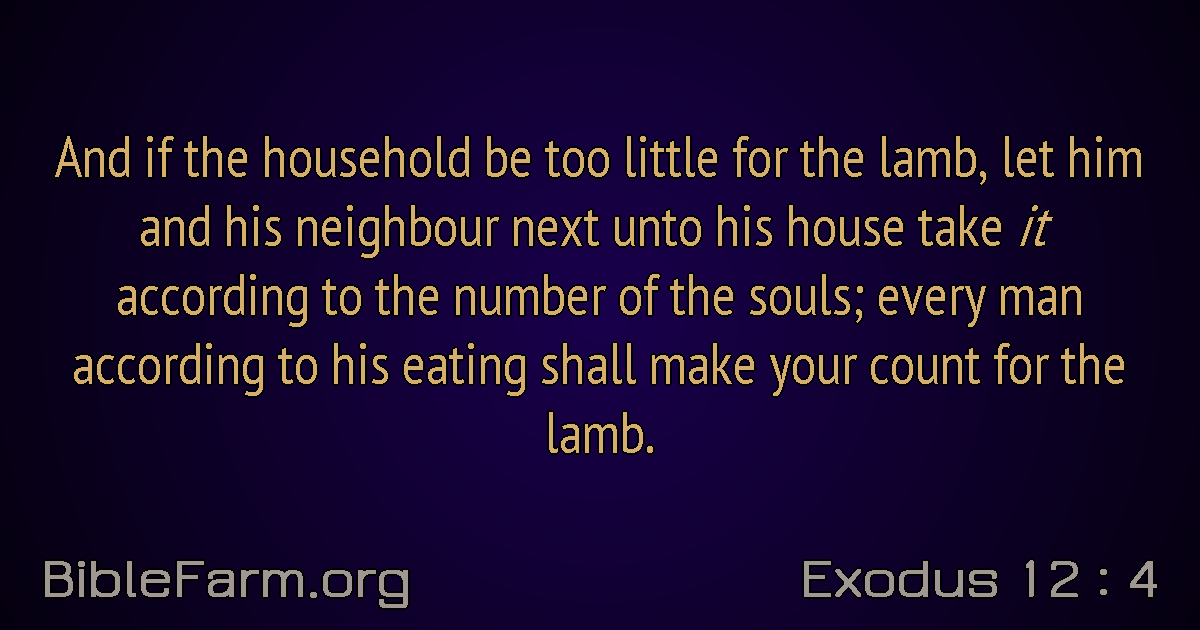 And if the household be too little for the lamb, let him
and his neighbour next unto his house take it
according to the number of the souls; every man
according to his eating shall make your count for the
lamb.
BibleFarm.org
Exodus 12 : 4